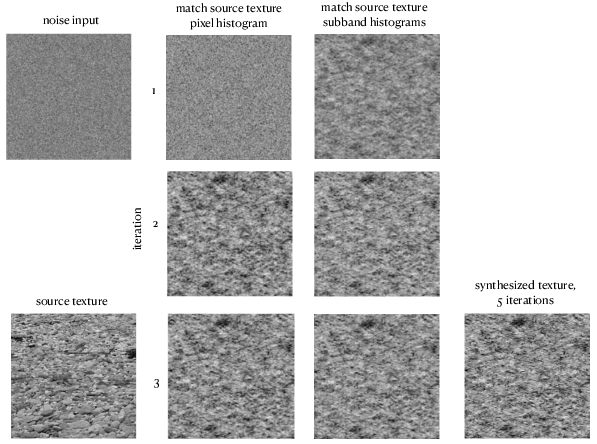 noise input
match source texture
pixel histogram
match source texture
subband histograms
1
iteration
2
source texture
3
synthesized texture,
5 iterations